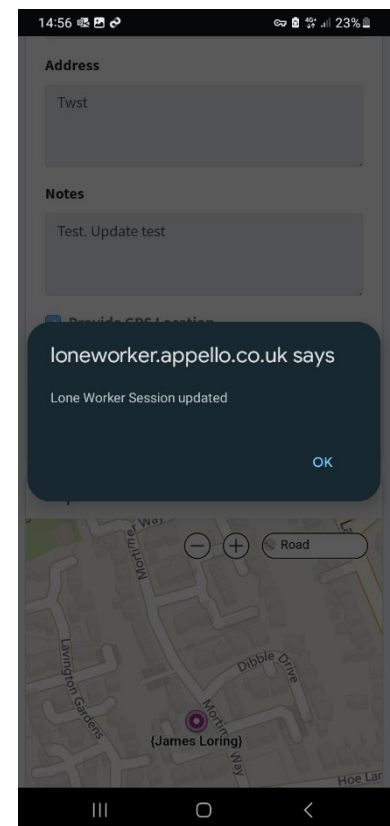 14:56 23%
Address
Twst
Notes
Test. Update test
Provide GPS Location
loneworker.appello.co.uk says
Lone Worker Session updated
OK
Mortimer Way
Road
Lavington Gardens
Dibble Drive
Mortimer Way
{James Loring}
Hoe Lan